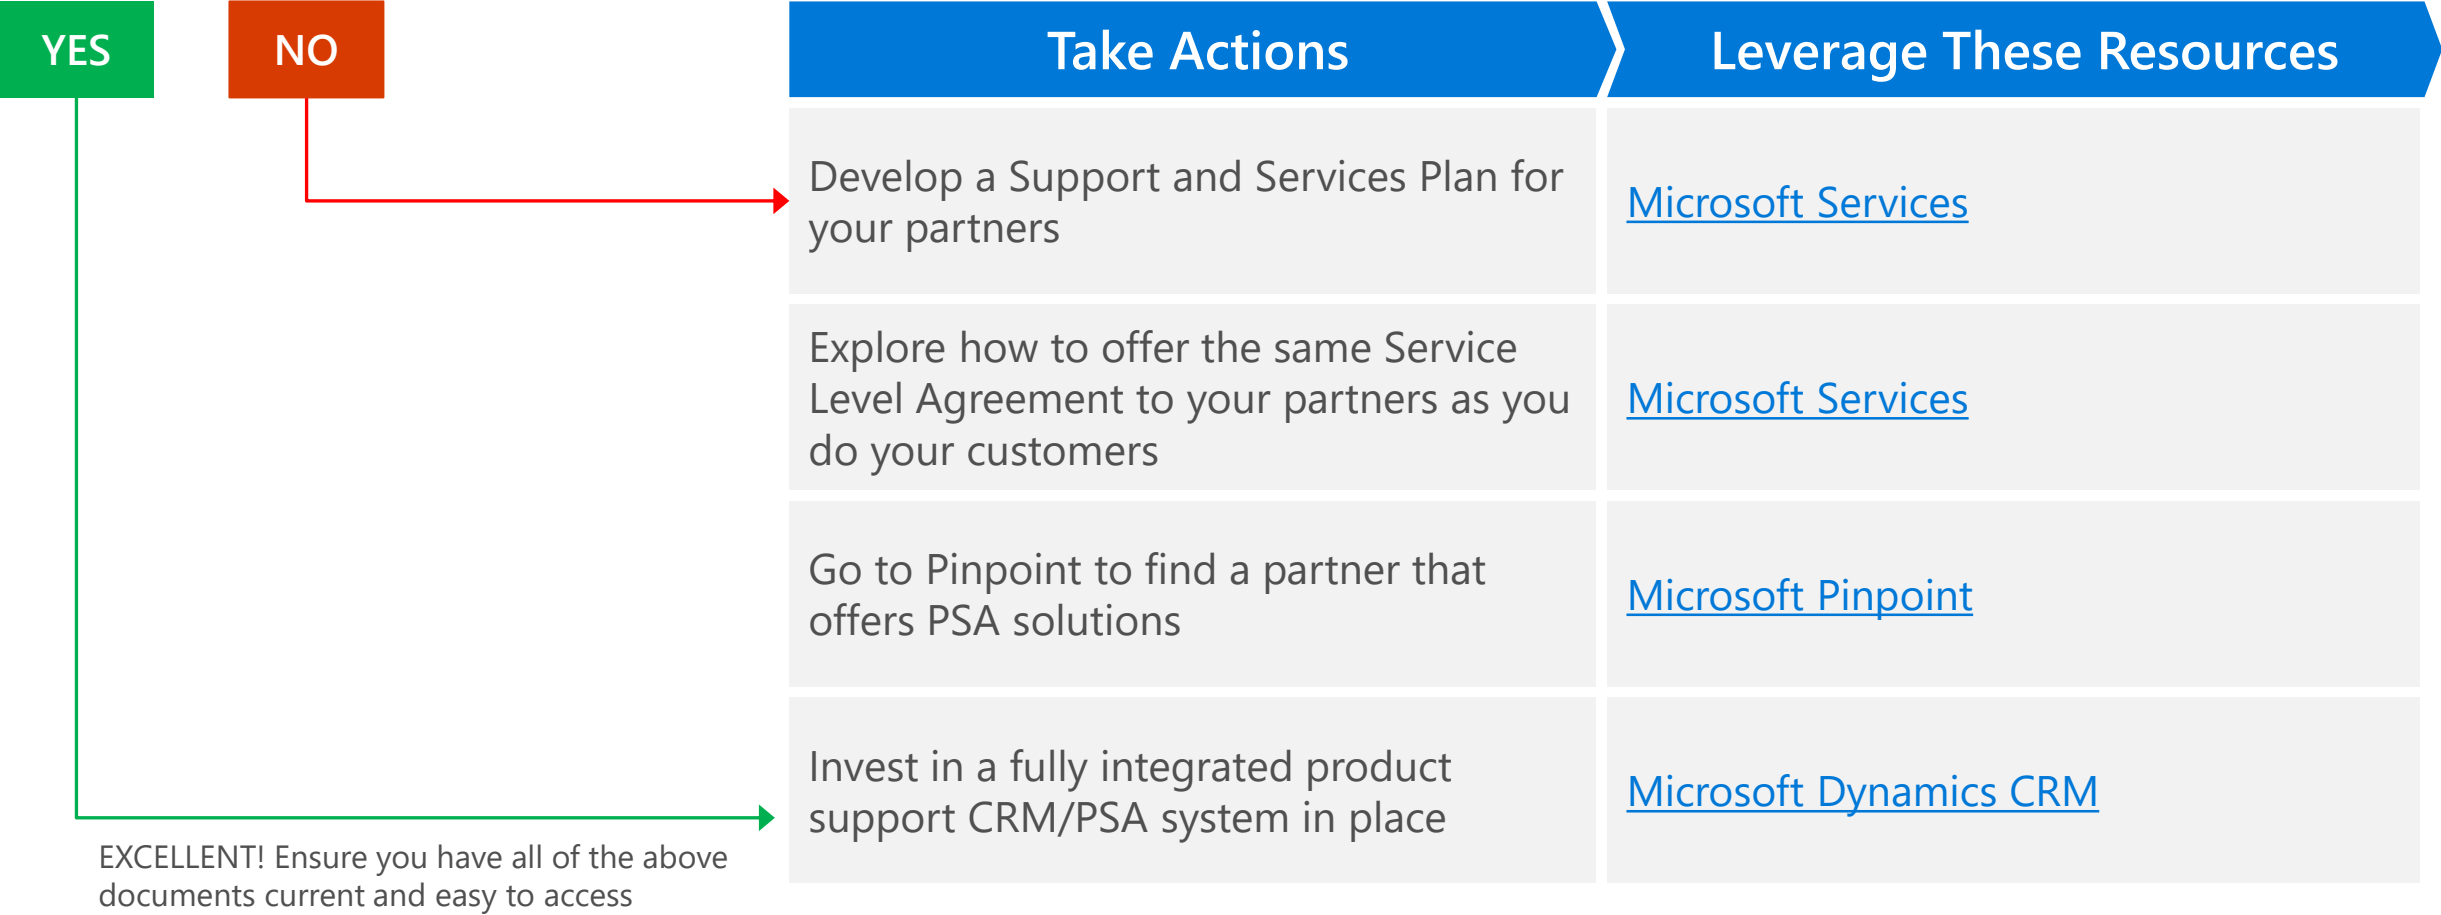 YES
NO
Take Actions
Leverage These Resources
Develop a Support and Services Plan for
your partners
Microsoft Services
Explore how to offer the same Service
Level Agreement to your partners as you
do your customers
Microsoft Services
Go to Pinpoint to find a partner that
offers PSA solutions
Microsoft Pinpoint
Invest in a fully integrated product
support CRM/PSA system in place
Microsoft Dynamics CRM
EXCELLENT! Ensure you have all of the above
documents current and easy to access